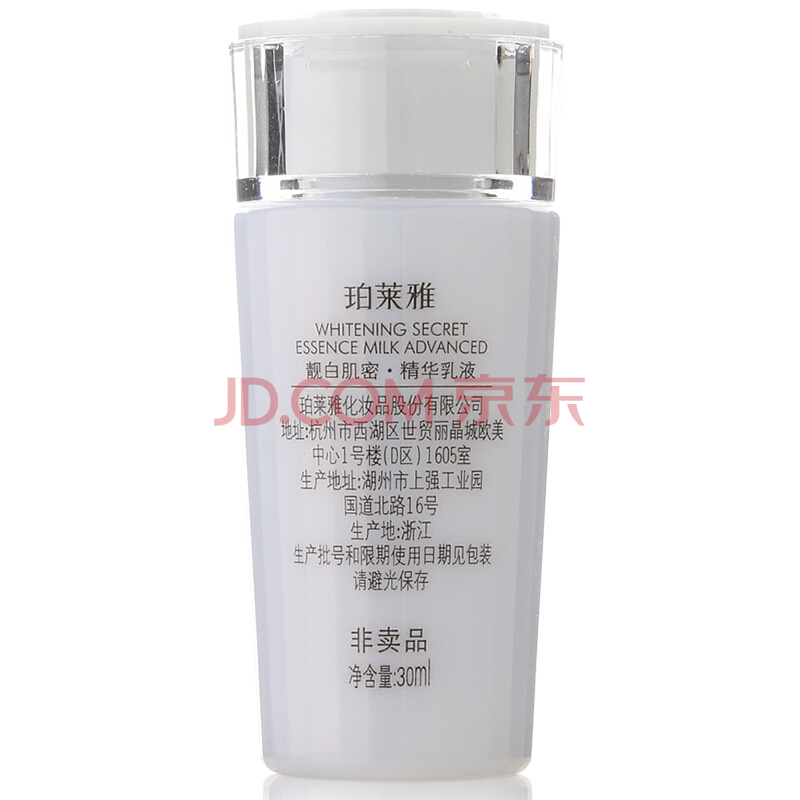 珀莱雅
WHITENING SECRET
ESSENCE MILK ADVANCED
靓白肌密·精华乳液
JD.COM 京东
珀莱雅化妆品股份有限公司
地址:杭州市西湖区世贸丽晶城欧美
中心1号楼(D区)1605室
生产地址:湖州市上强工业园
国道北路16号
生产地:浙江
生产批号和限期使用日期见包装
请避光保存
非卖品
净含量:30ml